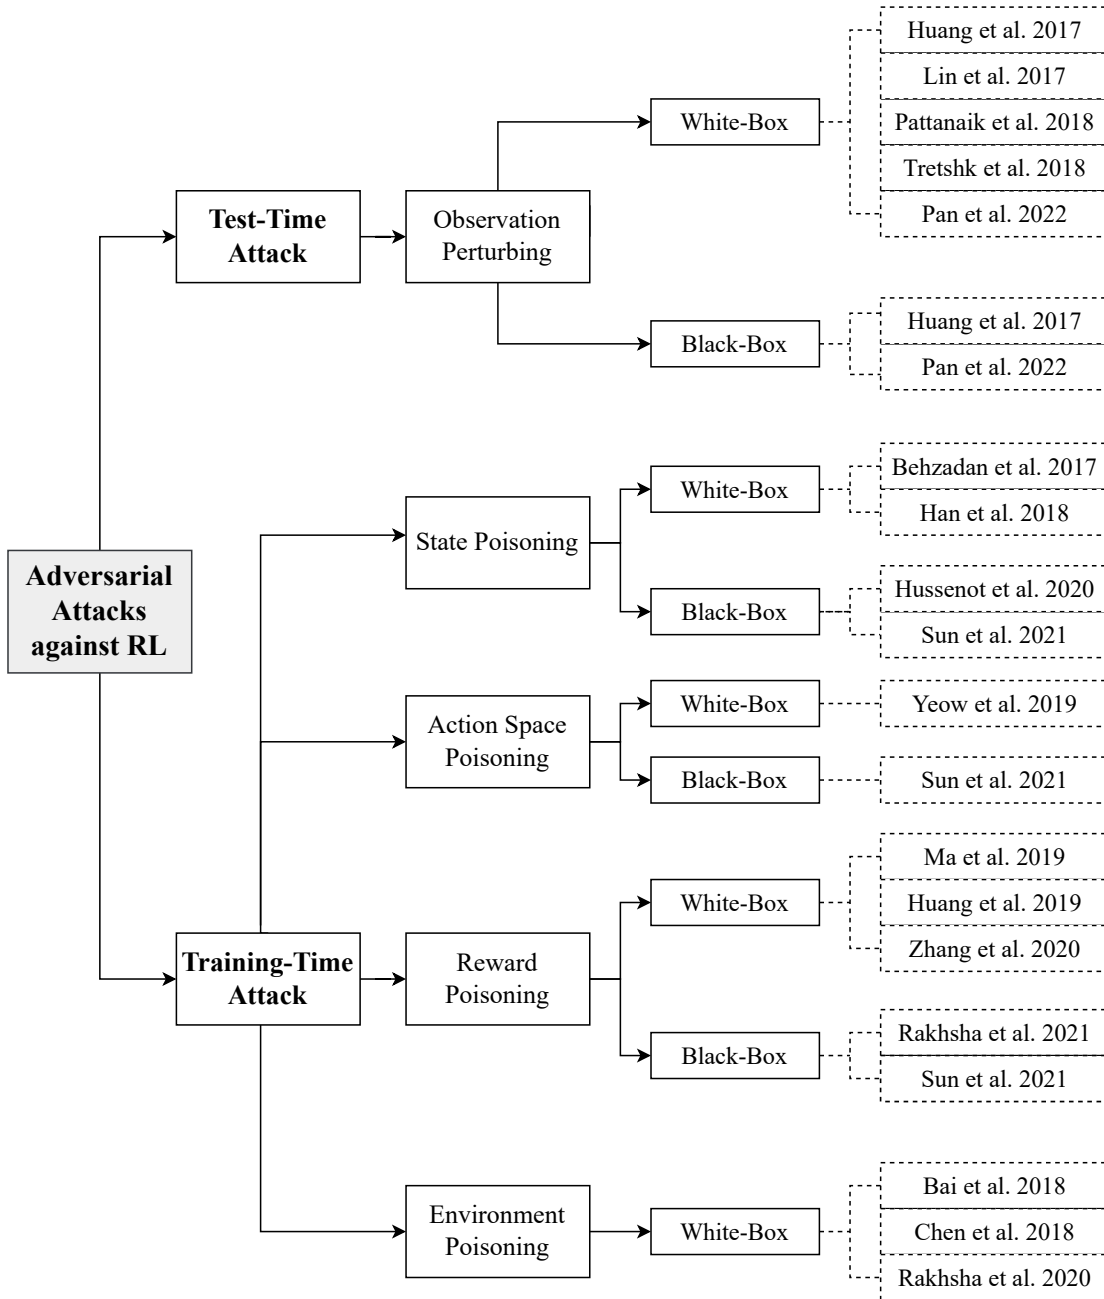 Adversarial
Attacks
against RL
Test-Time
Attack
Observation
Perturbing
White-Box
Huang et al. 2017
Lin et al. 2017
Pattanaik et al. 2018
Tretshk et al. 2018
Pan et al. 2022
Black-Box
Huang et al. 2017
Pan et al. 2022
Training-Time
Attack
State Poisoning
White-Box
Behzadan et al. 2017
Han et al. 2018
Black-Box
Hussenot et al. 2020
Sun et al. 2021
Action Space
Poisoning
White-Box
Yeow et al. 2019
Black-Box
Sun et al. 2021
Reward
Poisoning
White-Box
Ma et al. 2019
Huang et al. 2019
Zhang et al. 2020
Black-Box
Rakhsha et al. 2021
Sun et al. 2021
Environment
Poisoning
White-Box
Bai et al. 2018
Chen et al. 2018
Rakhsha et al. 2020